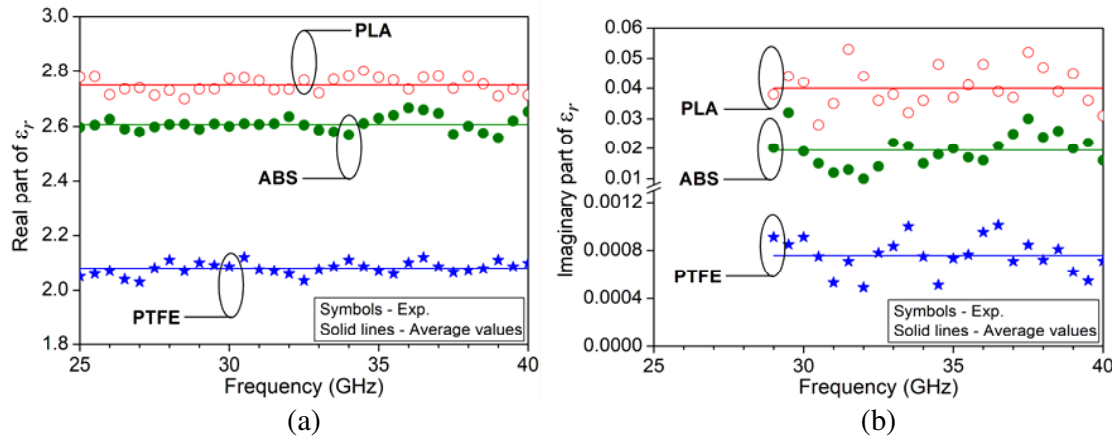 3.0
2.8
2.6
2.4
2.2
2.0
1.8
Real part of εr
PLA
ABS
PTFE
Symbols - Exp.
Solid lines - Average values
25 30 35 40
Frequency (GHz)
(a)
0.06
0.05
0.04
0.03
0.02
0.01
0.0012
0.0008
0.0004
0.0000
Imaginary part of εr
PLA
ABS
PTFE
Symbols - Exp.
Solid lines - Average values
25 30 35 40
Frequency (GHz)
(b)